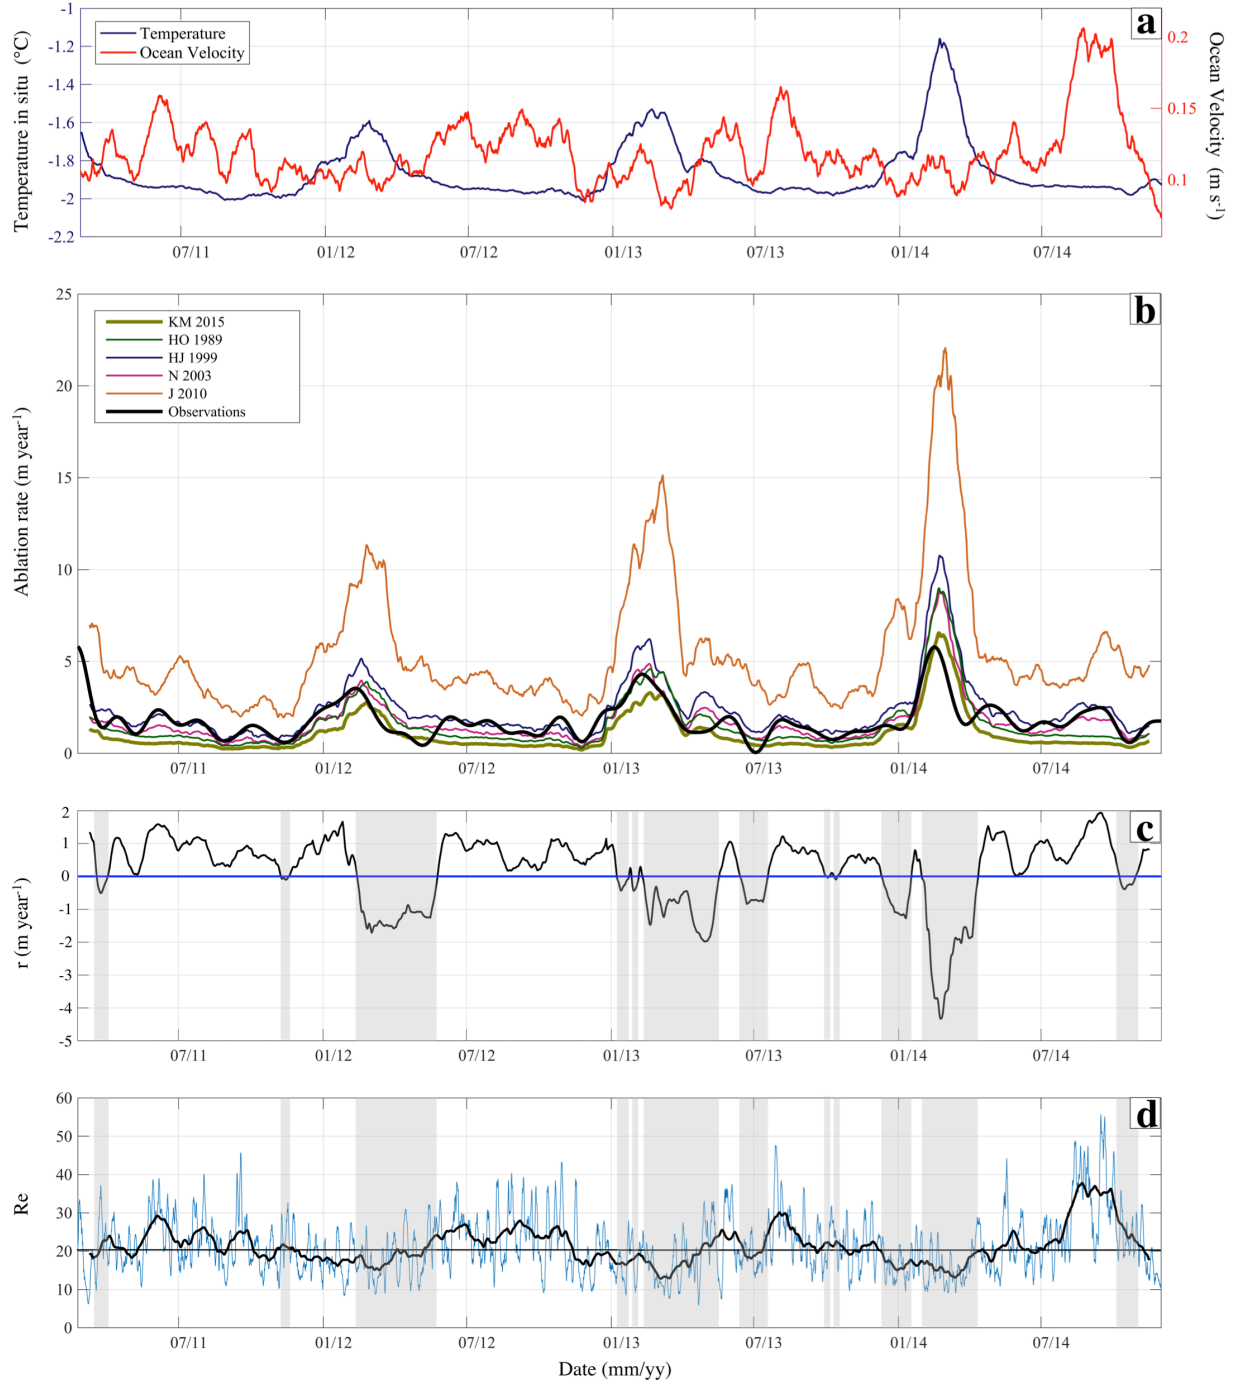 a
Temperature
Ocean Velocity
Temperature in situ (°C)
Ocean Velocity (m s-1)
-1
-1.2
-1.4
-1.6
-1.8
-2
-2.2
0.2
0.15
0.1
07/11 01/12 07/12 01/13 07/13 01/14 07/14
b
KM 2015
HO 1989
HJ 1999
N 2003
J 2010
Observations
Ablation rate (m year-1)
25
20
15
10
5
0
07/11 01/12 07/12 01/13 07/13 01/14 07/14
c
r (m year-1)
2
1
0
-1
-2
-3
-4
-5
07/11 01/12 07/12 01/13 07/13 01/14 07/14
d
Re
60
50
40
30
20
10
0
07/11 01/12 07/12 01/13 07/13 01/14 07/14
Date (mm/yy)